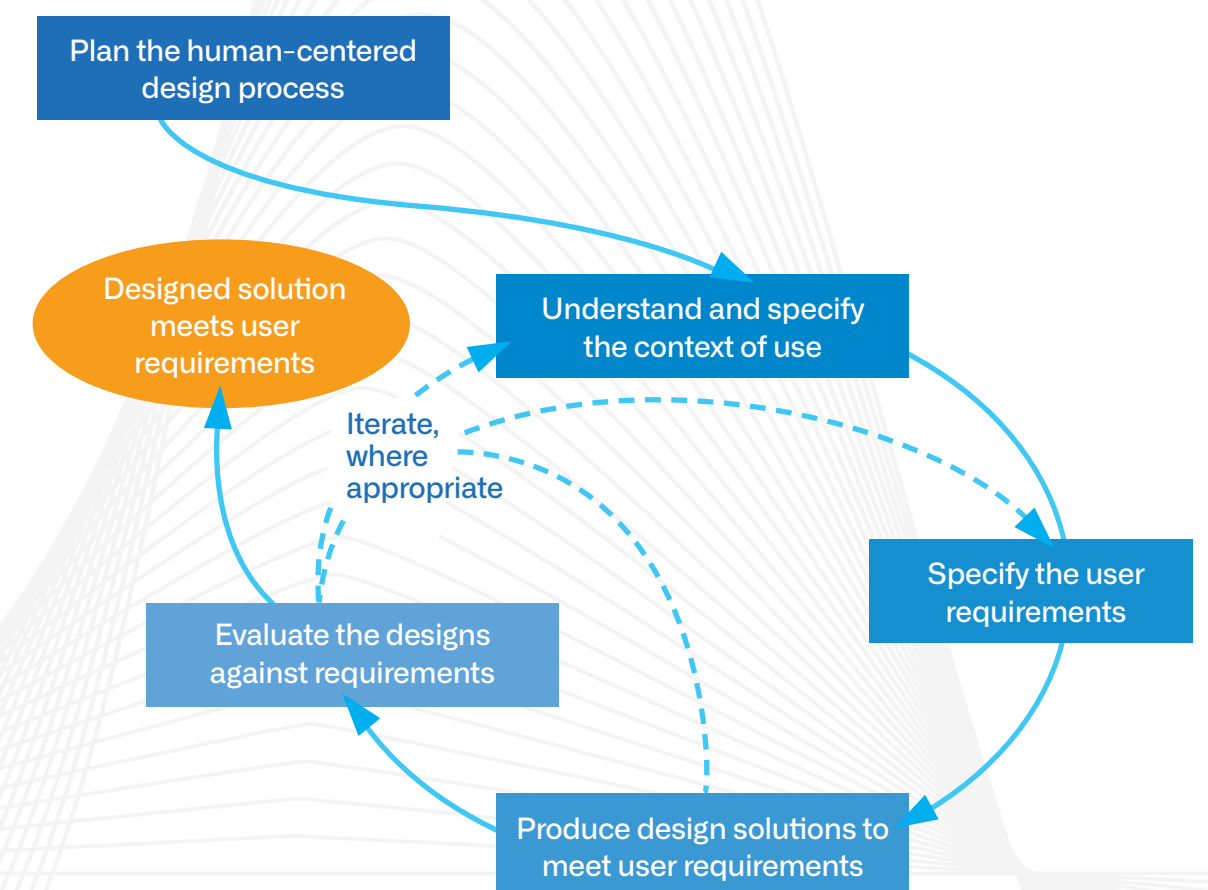 Plan the human-centered
design process
Designed solution
meets user
requirements
Understand and specify
the context of use
Iterate,
where
appropriate
Specify the user
requirements
Evaluate the designs
against requirements
Produce design solutions to
meet user requirements